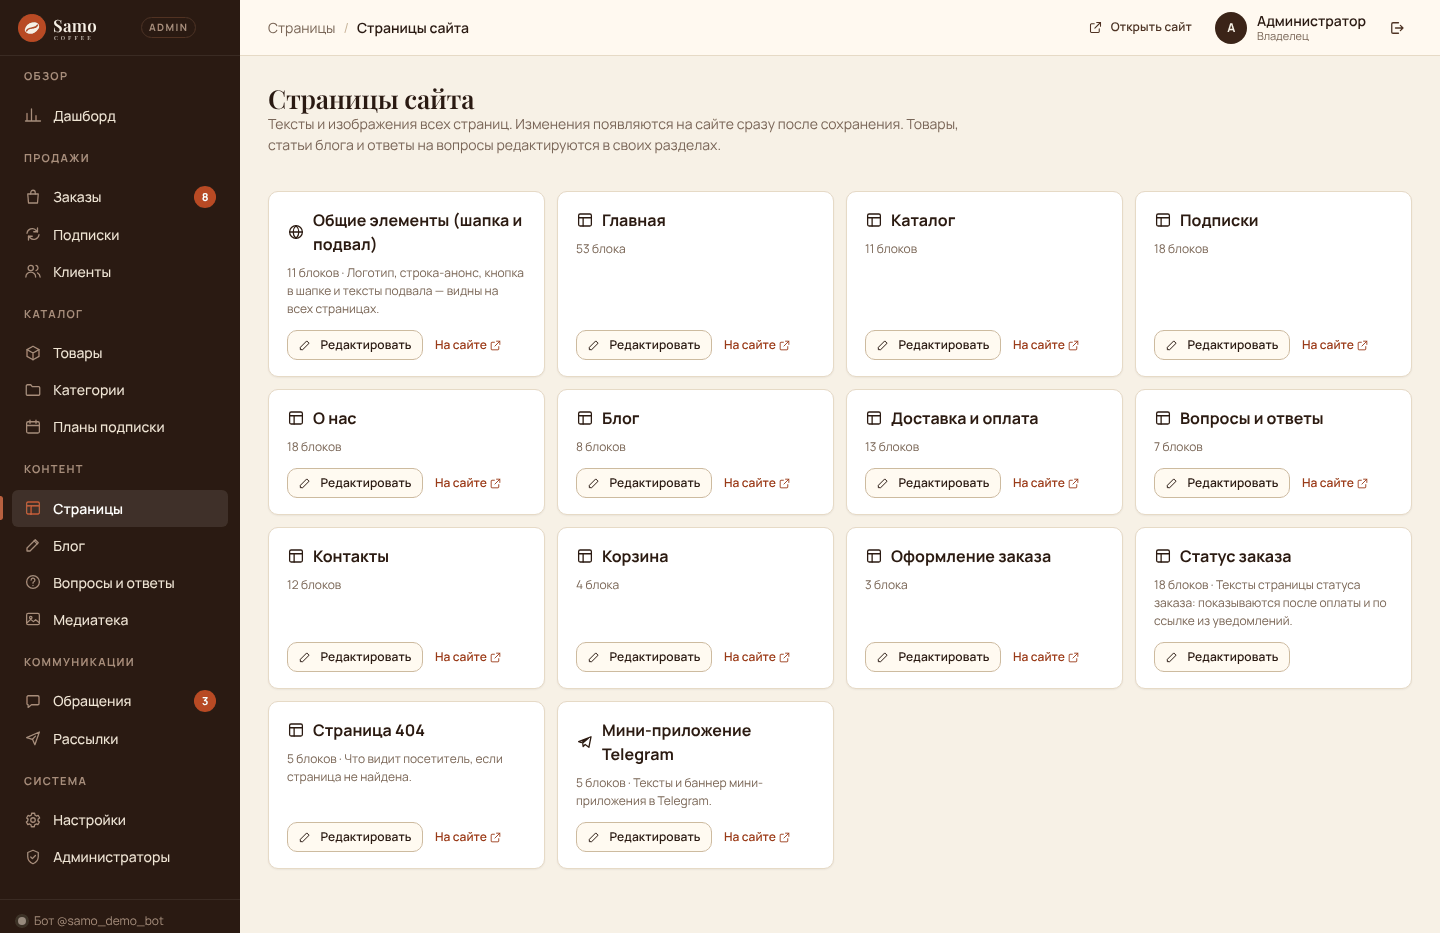 Samo
COFFEE
ADMIN
ОБЗОР
Дашборд
ПРОДАЖИ
Заказы
8
Подписки
Клиенты
КАТАЛОГ
Товары
Категории
Планы подписки
КОНТЕНТ
Страницы
Блог
Вопросы и ответы
Медиатека
КОММУНИКАЦИИ
Обращения
3
Рассылки
СИСТЕМА
Настройки
Администраторы
Бот @samo_demo_bot
Страницы / Страницы сайта
Открыть сайт
А
Администратор
Владелец
Страницы сайта
Тексты и изображения всех страниц. Изменения появляются на сайте сразу после сохранения. Товары,
статьи блога и ответы на вопросы редактируются в своих разделах.
Общие элементы (шапка и
подвал)
11 блоков · Логотип, строка-анонс, кнопка
в шапке и тексты подвала — видны на
всех страницах.
Редактировать
На сайте
Главная
53 блока
Редактировать
На сайте
Каталог
11 блоков
Редактировать
На сайте
Подписки
18 блоков
Редактировать
На сайте
О нас
18 блоков
Редактировать
На сайте
Блог
8 блоков
Редактировать
На сайте
Доставка и оплата
13 блоков
Редактировать
На сайте
Вопросы и ответы
7 блоков
Редактировать
На сайте
Контакты
12 блоков
Редактировать
На сайте
Корзина
4 блока
Редактировать
На сайте
Оформление заказа
3 блока
Редактировать
На сайте
Статус заказа
18 блоков · Тексты страницы статуса
заказа: показываются после оплаты и по
ссылке из уведомлений.
Редактировать
Страница 404
5 блоков · Что видит посетитель, если
страница не найдена.
Редактировать
На сайте
Мини-приложение
Telegram
5 блоков · Тексты и баннер мини-
приложения в Telegram.
Редактировать
На сайте